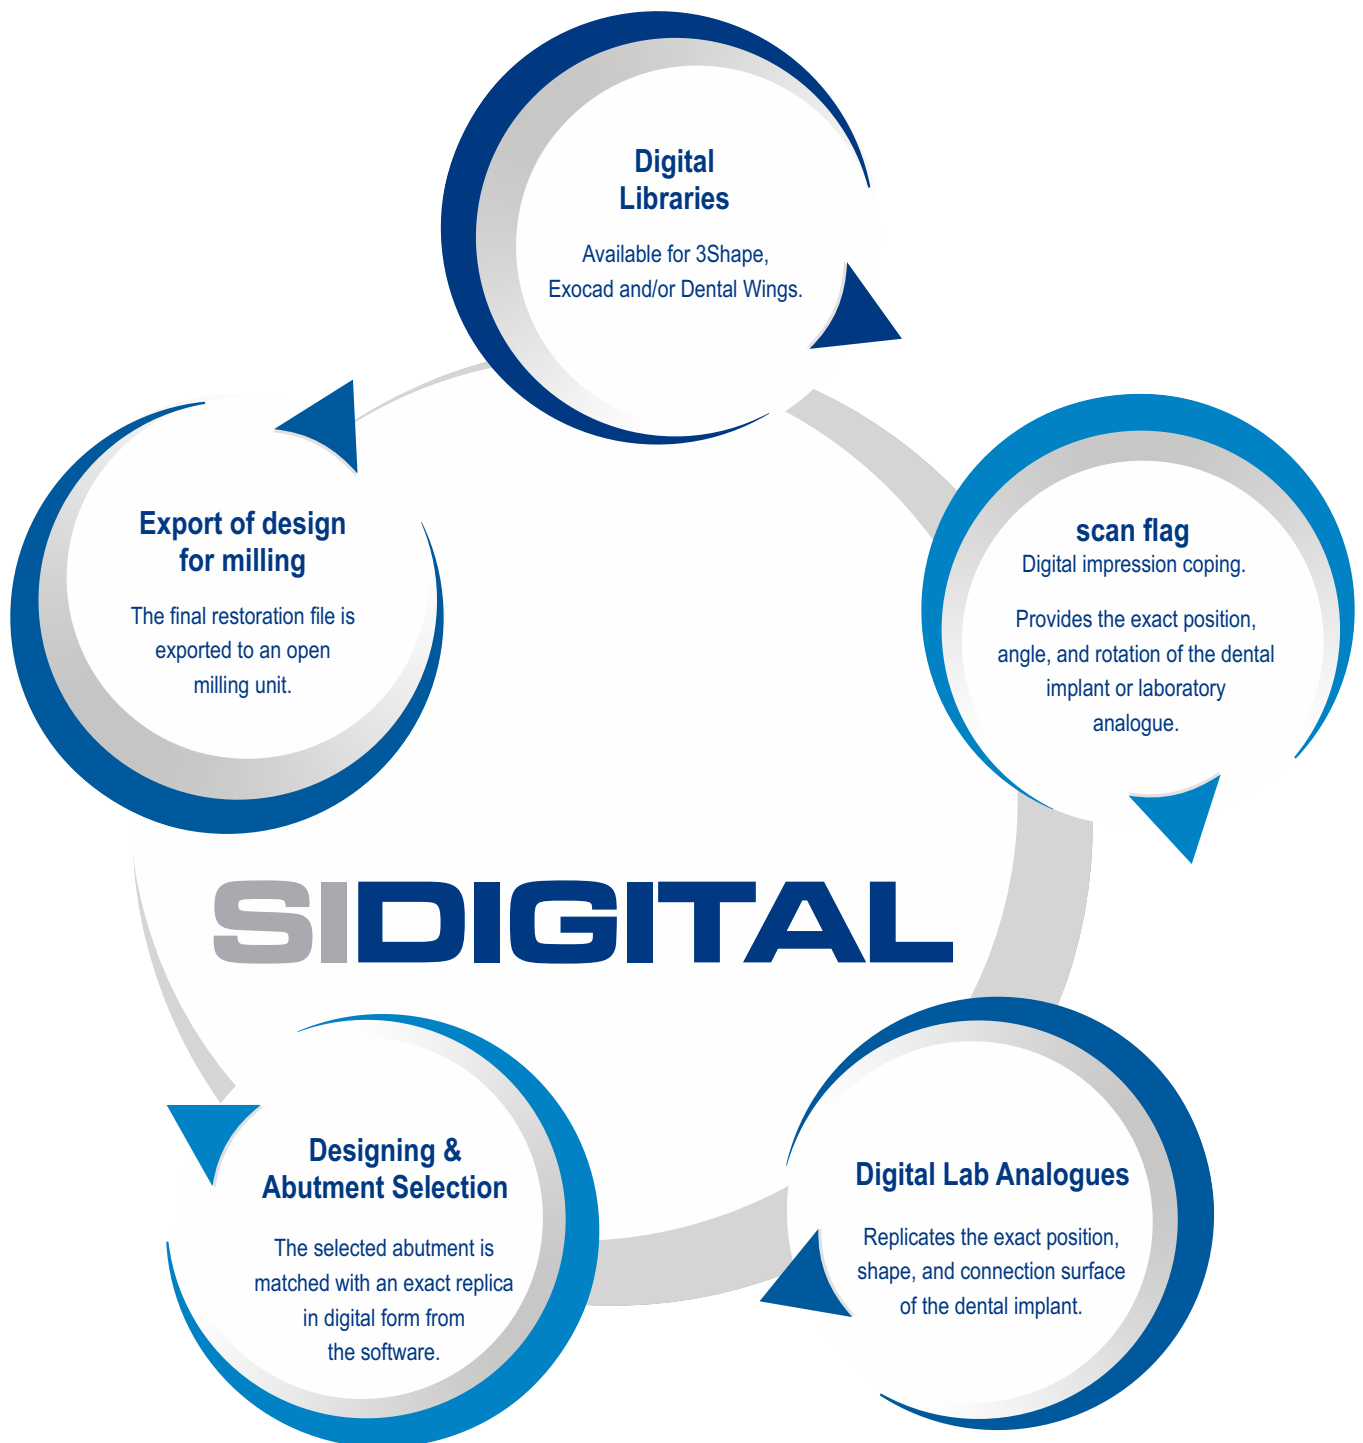 Digital
Libraries
Available for 3Shape,
Exocad and/or Dental Wings.
scan flag
Digital impression coping.
Provides the exact position,
angle, and rotation of the dental
implant or laboratory
analogue.
Digital Lab Analogues
Replicates the exact position,
shape, and connection surface
of the dental implant.
Designing &
Abutment Selection
The selected abutment is
matched with an exact replica
in digital form from
the software.
Export of design
for milling
The final restoration file is
exported to an open
milling unit.
SIDIGITAL